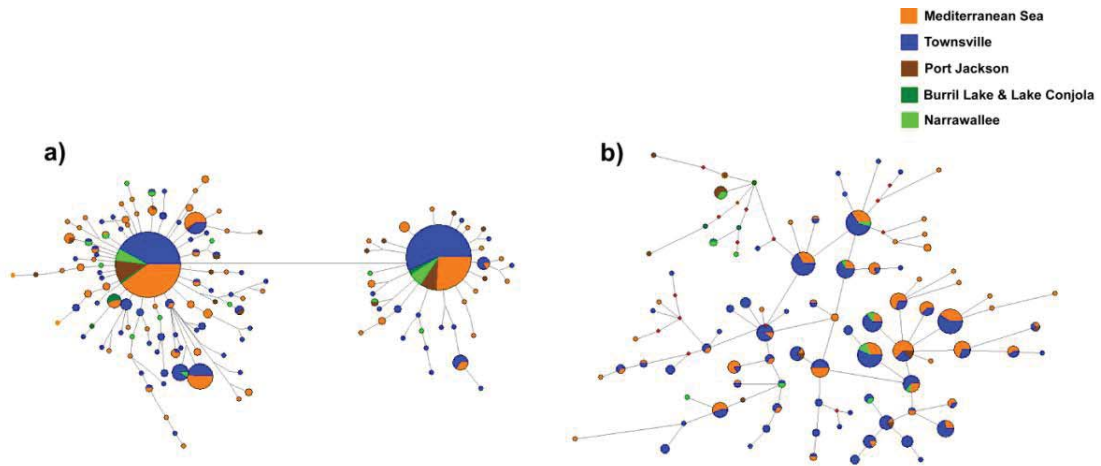 Mediterranean Sea
Townsville
Port Jackson
Burril Lake & Lake Conjola
Narrawallee
a)
b)